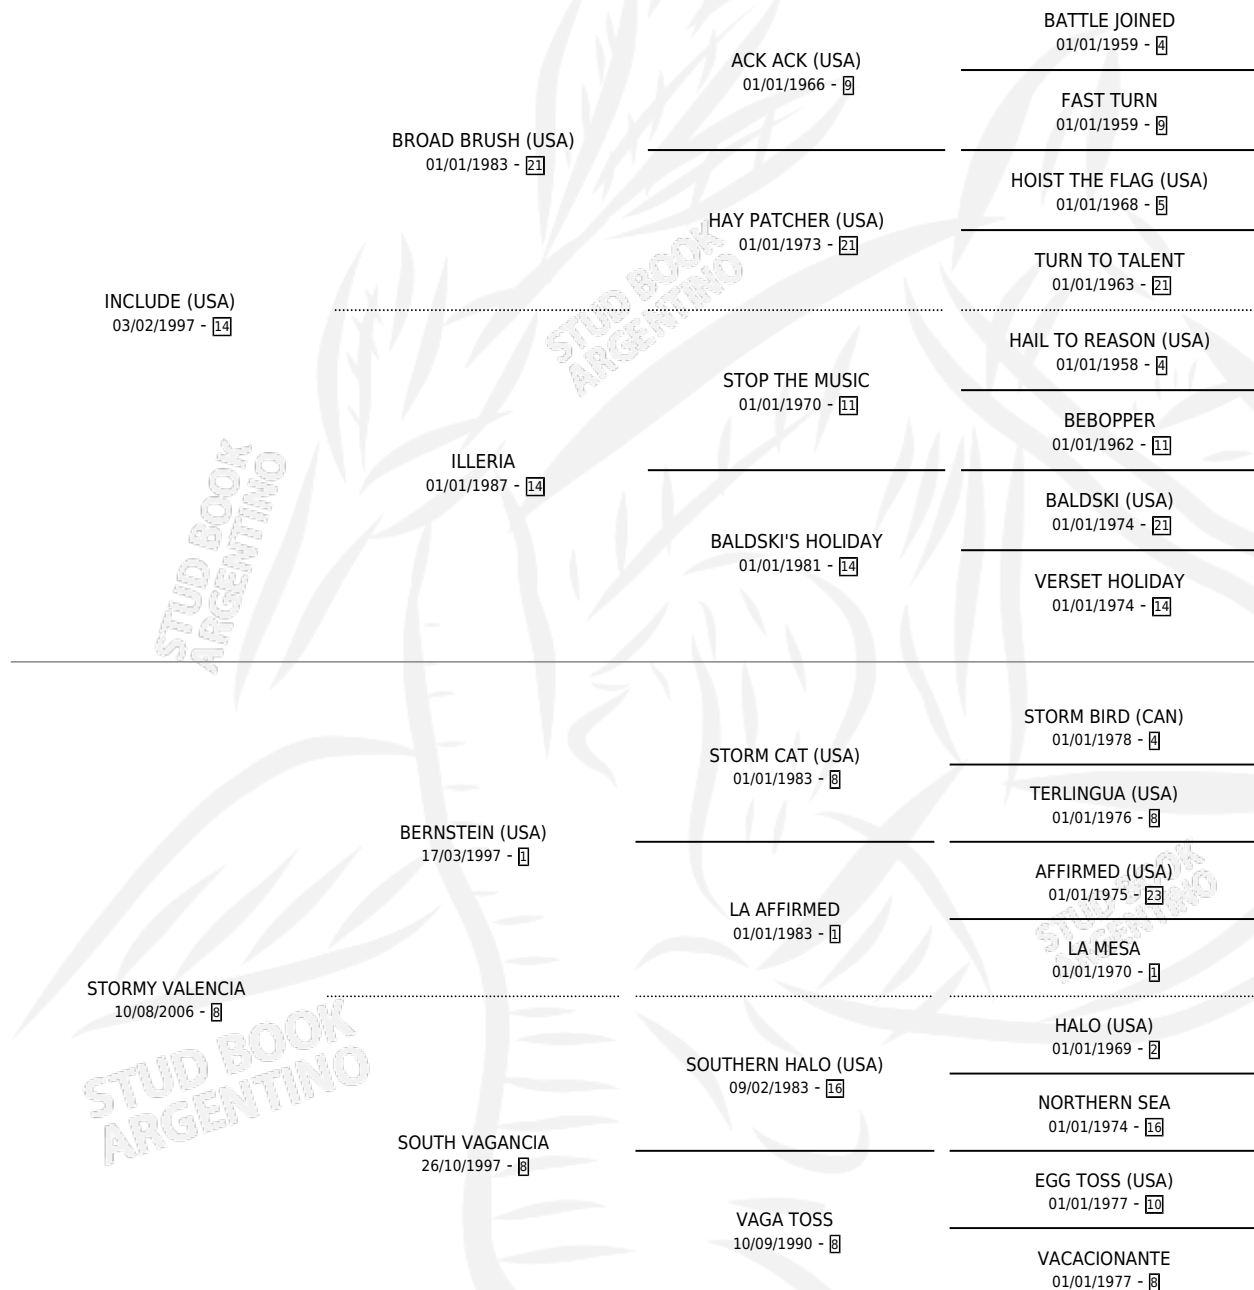 BATTLE JOINED
01/01/1959 - 4
ACK ACK (USA)
01/01/1966 - 9
FAST TURN
01/01/1959 - 9
BROAD BRUSH (USA)
01/01/1983 - 21
HOIST THE FLAG (USA)
01/01/1968 - 5
HAY PATCHER (USA)
01/01/1973 - 21
TURN TO TALENT
01/01/1963 - 21
INCLUDE (USA)
03/02/1997 - 14
HAIL TO REASON (USA)
01/01/1958 - 4
STOP THE MUSIC
01/01/1970 - 11
BEBOPPER
01/01/1962 - 11
ILLERIA
01/01/1987 - 14
BALDSKI (USA)
01/01/1974 - 21
BALDSKI'S HOLIDAY
01/01/1981 - 14
VERSET HOLIDAY
01/01/1974 - 14
STORM BIRD (CAN)
01/01/1978 - 4
STORM CAT (USA)
01/01/1983 - 8
TERLINGUA (USA)
01/01/1976 - 8
BERNSTEIN (USA)
17/03/1997 - 1
AFFIRMED (USA)
01/01/1975 - 23
LA AFFIRMED
01/01/1983 - 1
LA MESA
01/01/1970 - 1
STORMY VALENCIA
10/08/2006 - 8
HALO (USA)
01/01/1969 - 2
SOUTHERN HALO (USA)
09/02/1983 - 16
NORTHERN SEA
01/01/1974 - 16
SOUTH VAGANCIA
26/10/1997 - 8
EGG TOSS (USA)
01/01/1977 - 10
VAGA TOSS
10/09/1990 - 8
VACACIONANTE
01/01/1977 - 8
STUD BOOK
ARGENTINO
STUD BOOK
ARGENTINO
STUD BOOK
ARGENTINO
STUD BOOK
ARGENTINO